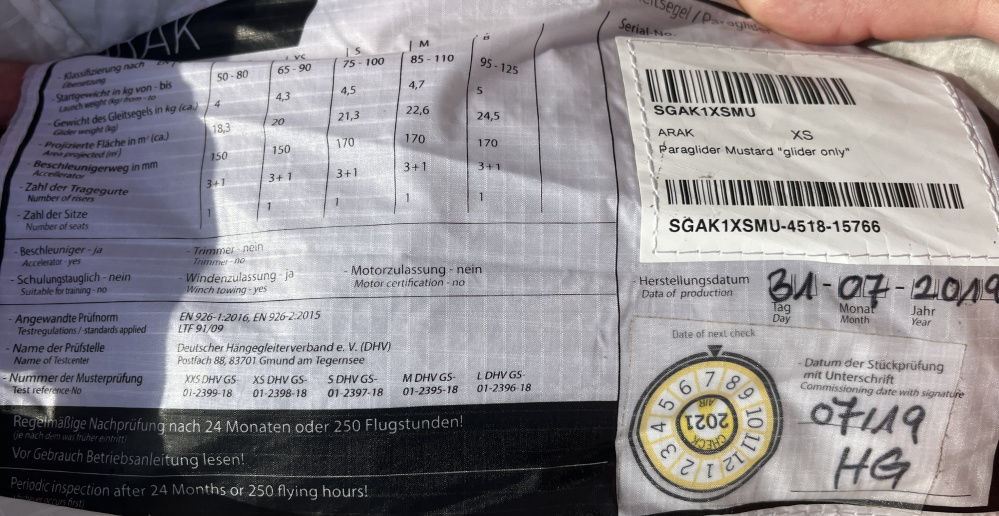 ARAK
XS S M
- Klassifizierung nach
Übersetzung
- Startgewicht in kg von - bis 50 - 80 65 - 90 75 - 100 85 - 110 95 - 125
Launch weight (kg) from - to
- Gewicht des Gleitsegels in kg (ca.) 4 4,3 4,5 4,7 5
Glider weight (kg)
- Projizierte Fläche in m² (ca.) 18,3 20 21,3 22,6 24,5
Area projected (m²)
- Beschleunigerweg in mm 150 150 170 170 170
Accellerator
- Zahl der Tragegurte 3+1 3+1 3+1 3+1 3+1
Number of risers
- Zahl der Sitze 1 1 1 1 1
Number of seats
- Beschleuniger - ja - Trimmer - nein
Accelerator - yes Trimmer - no
- Schulungstauglich - nein - Windenzulassung - ja - Motorzulassung - nein
Suitable for training - no Winch towing - yes Motor certification - no
- Angewandte Prüfnorm EN 926-1:2016, EN 926-2:2015
Testregulations / standards applied LTF 91/09
- Name der Prüfstelle Deutscher Hängegleiterverband e. V. (DHV)
Name of Testcenter Postfach 88, 83701 Gmund am Tegernsee
- Nummer der Musterprüfung XXS DHV GS- XS DHV GS- S DHV GS- M DHV GS- L DHV GS-
Test reference No 01-2399-18 01-2398-18 01-2397-18 01-2395-18 01-2396-18
Regelmäßige Nachprüfung nach 24 Monaten oder 250 Flugstunden!
(je nach dem was früher eintritt)
Vor Gebrauch Betriebsanleitung lesen!
Periodic inspection after 24 Months or 250 flying hours!
Serial-No.
SGAK1XSMU
ARAK XS
Paraglider Mustard "glider only"
SGAK1XSMU-4518-15766
- Herstellungsdatum 31 - 07 - 2019
Data of production Tag Monat Jahr
Day Month Year
Date of next check
1 2 3 4 5 6 7 8 9 10 11 12
AIR
2021
CHECK
- Datum der Stückprüfung
mit Unterschrift
Commissioning date with signature
07/19
HG